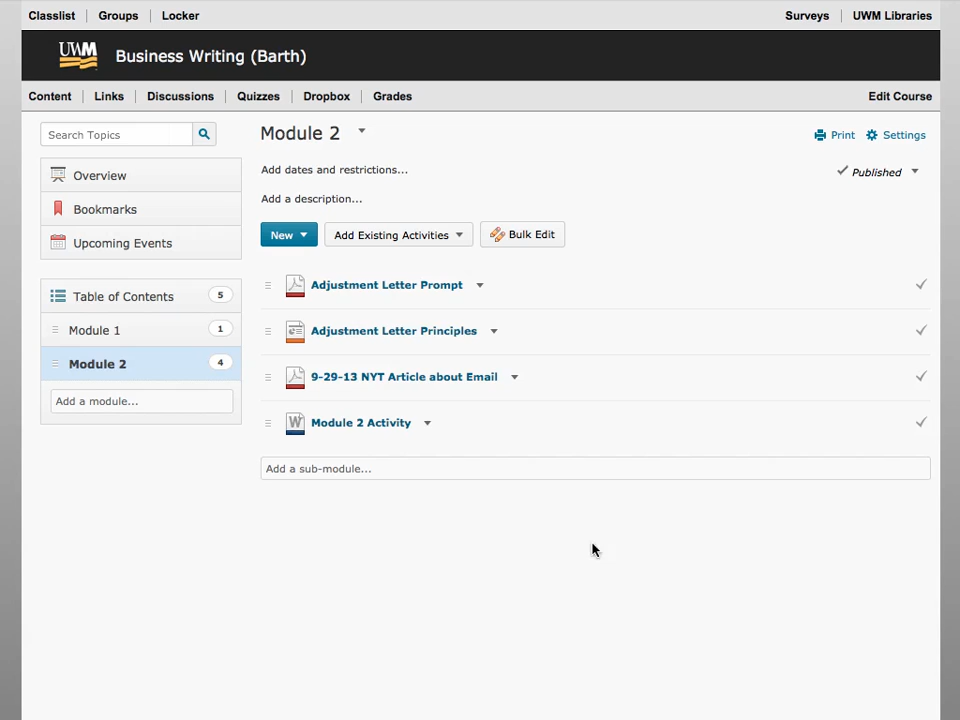 Classlist Groups Locker Surveys UWM Libraries
UWM Business Writing (Barth)
Content Links Discussions Quizzes Dropbox Grades Edit Course
Search Topics
Overview
Bookmarks
Upcoming Events
Table of Contents 5
Module 1 1
Module 2 4
Add a module...
Module 2 Print Settings
Add dates and restrictions... Published
Add a description...
New Add Existing Activities Bulk Edit
Adjustment Letter Prompt
Adjustment Letter Principles
9-29-13 NYT Article about Email
W Module 2 Activity
Add a sub-module...